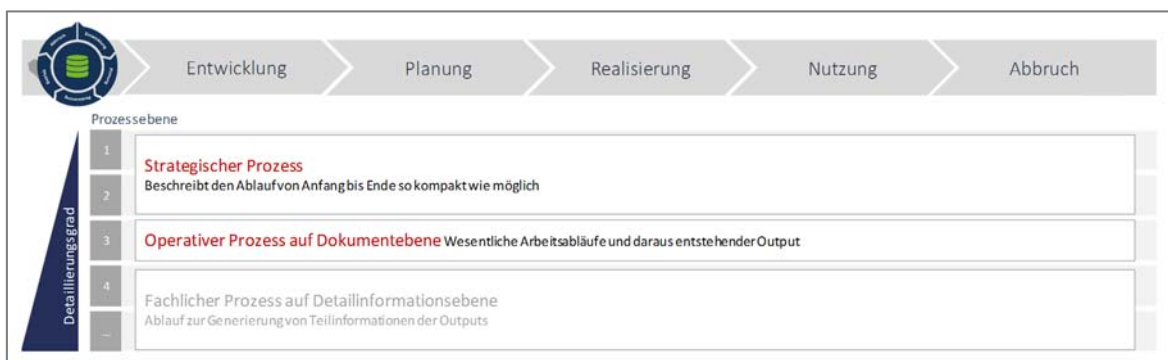 Entwicklung Planung Realisierung Nutzung Abbruch
Prozessebene
1
Strategischer Prozess
Beschreibt den Ablauf von Anfang bis Ende so kompakt wie möglich
2
3 Operativer Prozess auf Dokumentebene Wesentliche Arbeitsabläufe und daraus entstehender Output
4
Fachlicher Prozess auf Detailinformationsebene
Ablauf zur Generierung von Teilinformationen der Outputs
...
Detaillierungsgrad